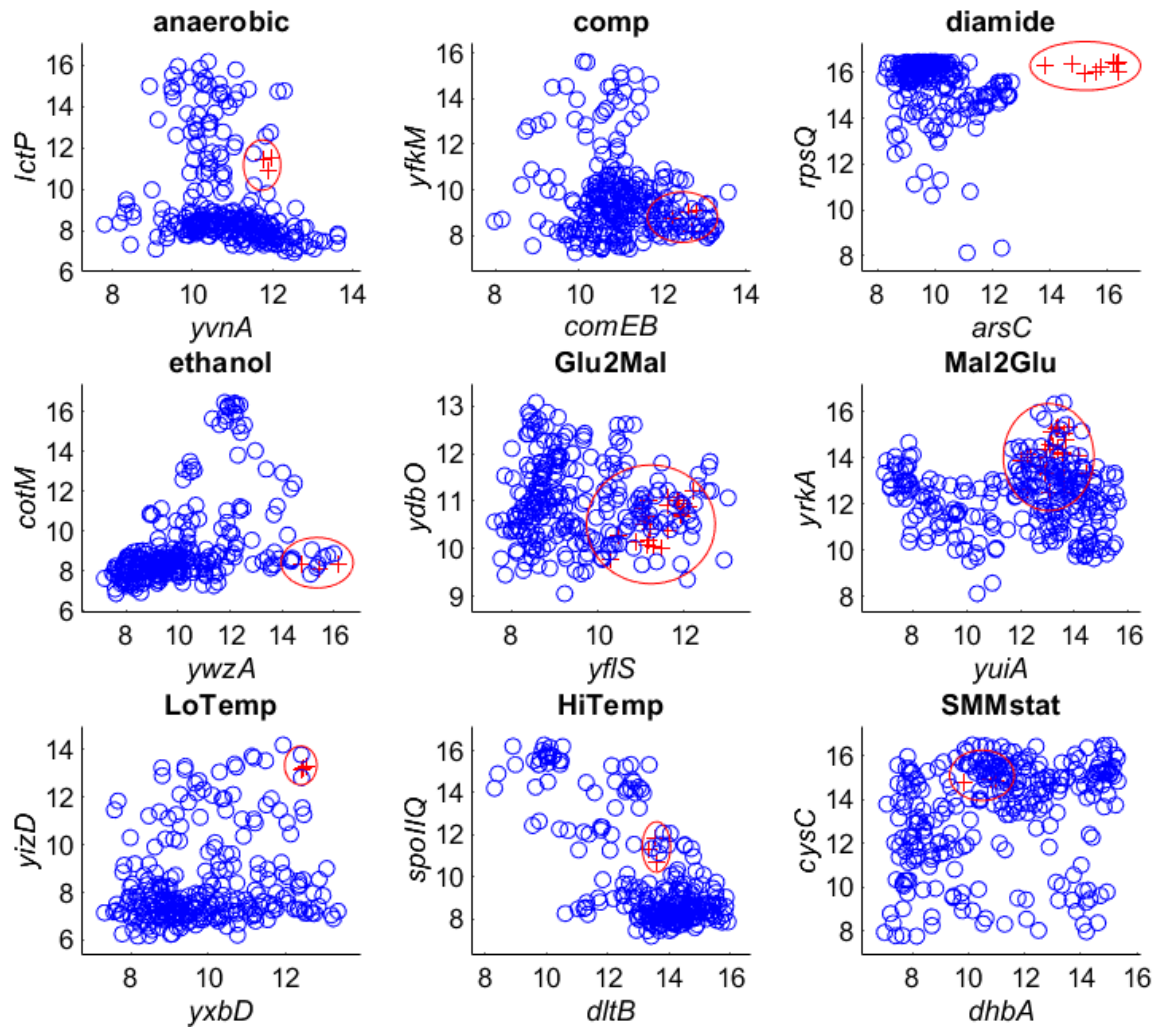 anaerobic comp diamide
16
14
12
10
8
6
lctP
8 10 12 14
yvnA
16
14
12
10
8
yfkM
8 10 12 14
comEB
16
14
12
10
8
rpsQ
8 10 12 14 16
arsC
ethanol Glu2Mal Mal2Glu
16
14
12
10
8
6
cotM
8 10 12 14 16
ywzA
13
12
11
10
9
ydbO
8 10 12
yflS
16
14
12
10
8
yrkA
8 10 12 14 16
yuiA
LoTemp HiTemp SMMstat
14
12
10
8
6
yizD
8 10 12
yxbD
16
14
12
10
8
spoIIQ
8 10 12 14 16
dltB
16
14
12
10
8
cysC
8 10 12 14 16
dhbA